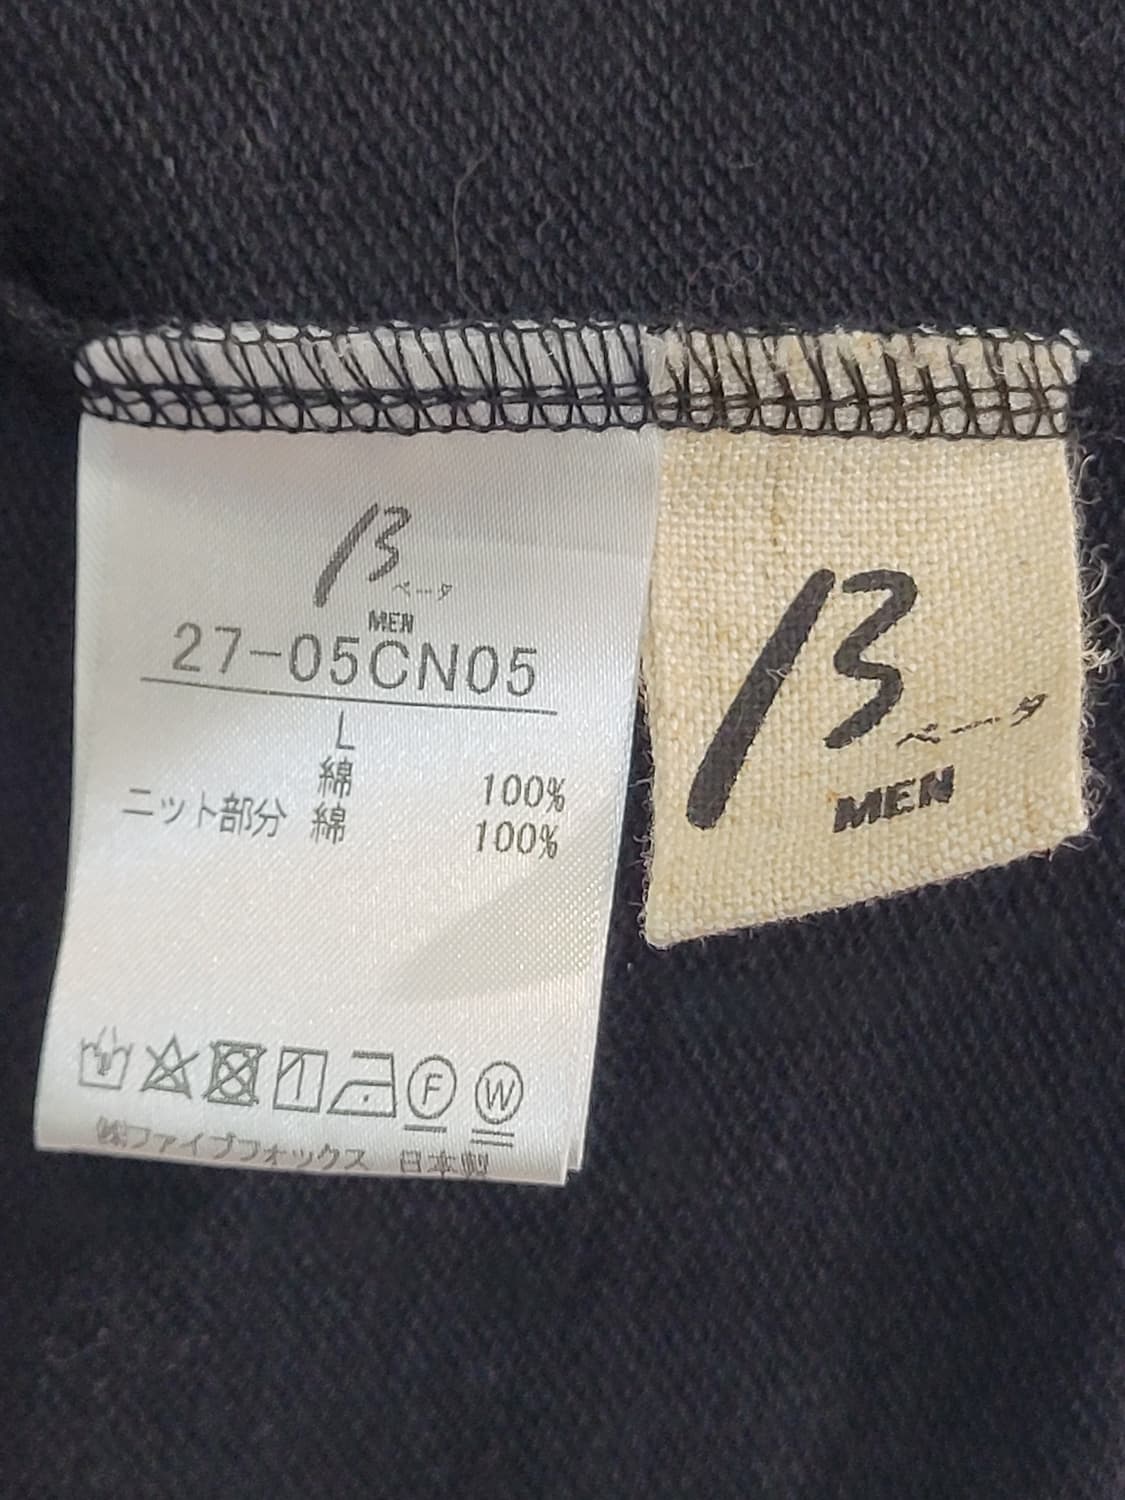 β
ベータ
MEN
27-05CN05
L
綿 100%
ニット部分 綿 100%
F W
㈱ファイブフォックス 日本製
β
ベータ
MEN